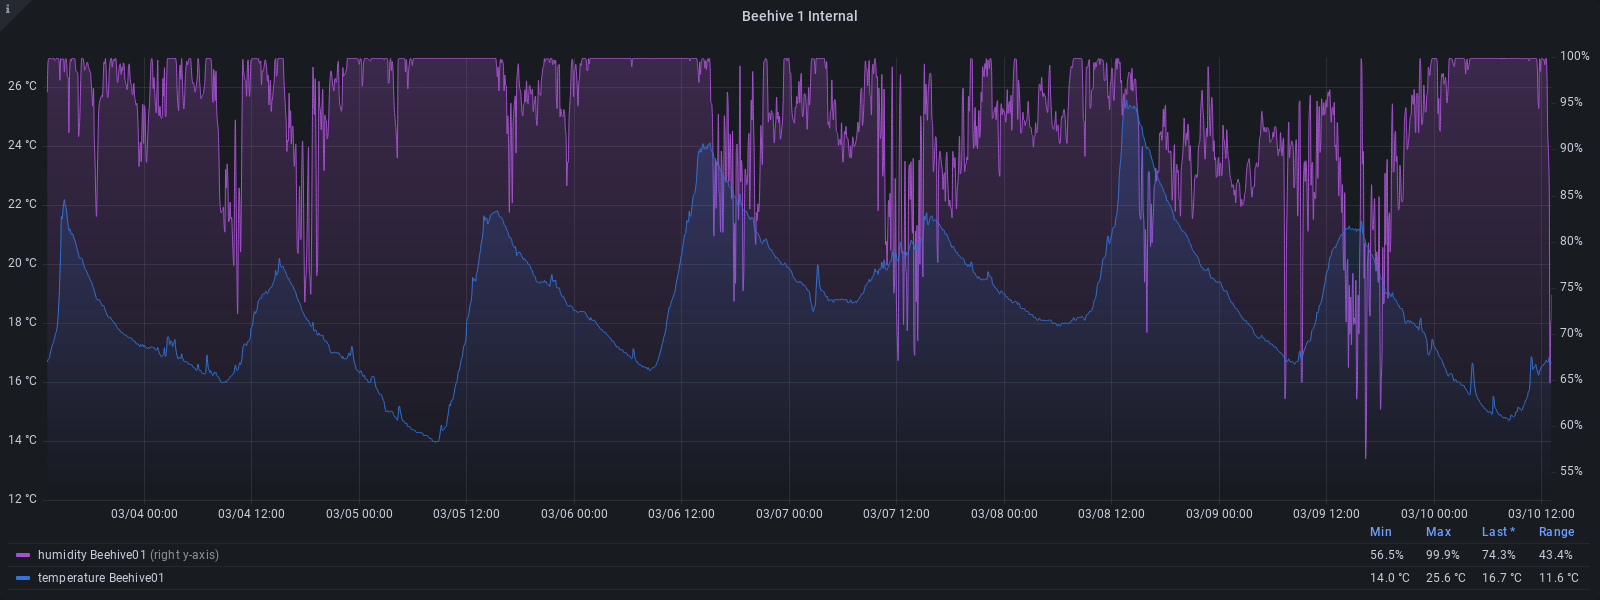 i
Beehive 1 Internal
26 °C
24 °C
22 °C
20 °C
18 °C
16 °C
14 °C
12 °C
100%
95%
90%
85%
80%
75%
70%
65%
60%
55%
03/04 00:00 03/04 12:00 03/05 00:00 03/05 12:00 03/06 00:00 03/06 12:00 03/07 00:00 03/07 12:00 03/08 00:00 03/08 12:00 03/09 00:00 03/09 12:00 03/10 00:00 03/10 12:00
Min Max Last * Range
humidity Beehive01 (right y-axis) 56.5% 99.9% 74.3% 43.4%
temperature Beehive01 14.0 °C 25.6 °C 16.7 °C 11.6 °C